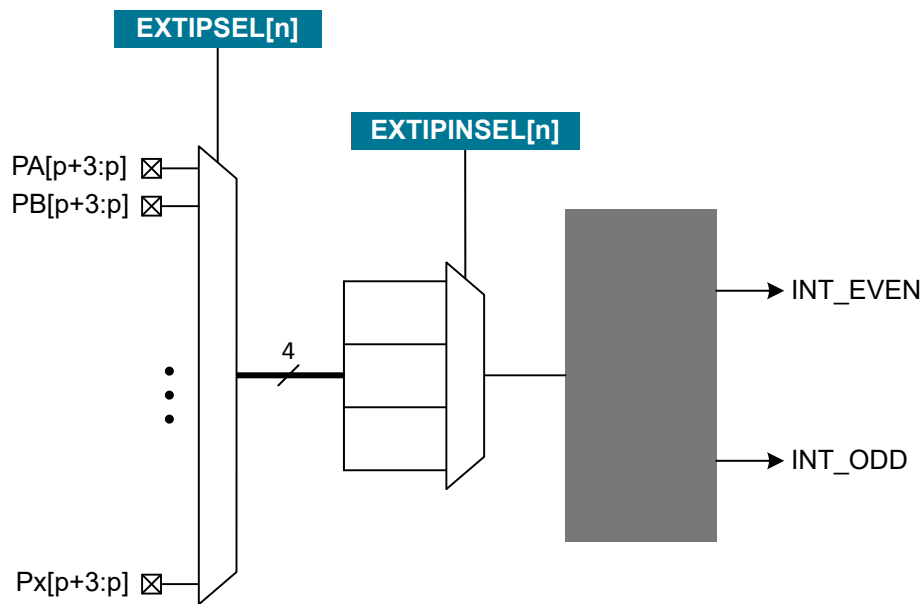 EXTIPSEL[n]
EXTIPINSEL[n]
PA[p+3:p]
PB[p+3:p]
INT_EVEN
4
INT_ODD
Px[p+3:p]